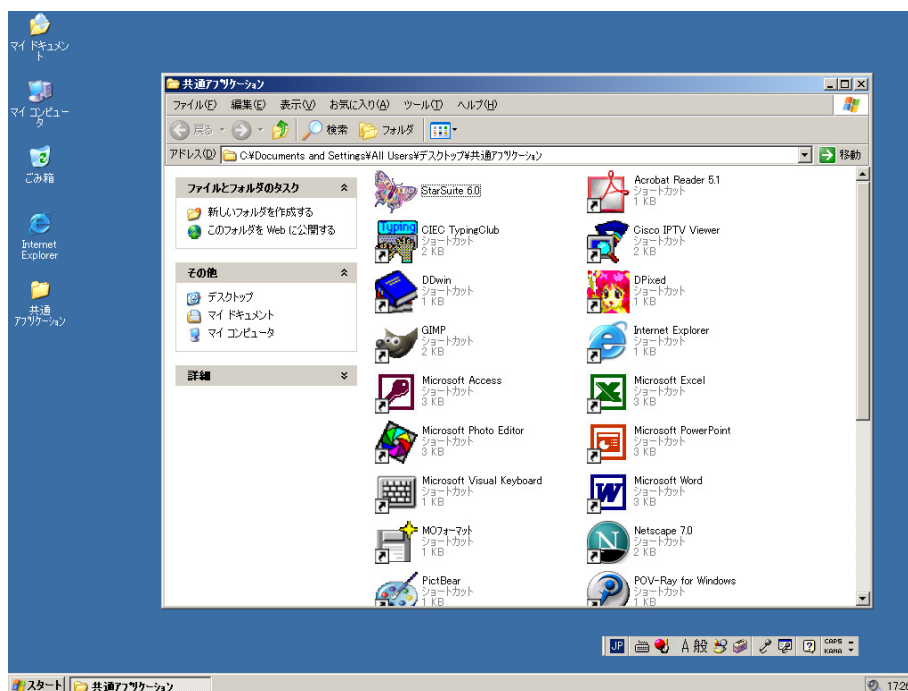 マイ ドキュメン
ト
マイ コンピュー
タ
ごみ箱
Internet
Explorer
共通
アプリケーション
共通アプリケーション
ファイル(F) 編集(E) 表示(V) お気に入り(A) ツール(T) ヘルプ(H)
戻る 検索 フォルダ
アドレス(D) C:¥Documents and Settings¥All Users¥デスクトップ¥共通アプリケーション 移動
ファイルとフォルダのタスク
新しいフォルダを作成する
このフォルダを Web に公開する
その他
デスクトップ
マイ ドキュメント
マイ コンピュータ
詳細
StarSuite 6.0
Acrobat Reader 5.1
ショートカット
1 KB
Typing
CIEC TypingClub
ショートカット
2 KB
Cisco IPTV Viewer
ショートカット
2 KB
DDwin
ショートカット
1 KB
DPixed
ショートカット
1 KB
GIMP
ショートカット
2 KB
Internet Explorer
ショートカット
1 KB
Microsoft Access
ショートカット
3 KB
Microsoft Excel
ショートカット
3 KB
Microsoft Photo Editor
ショートカット
3 KB
Microsoft PowerPoint
ショートカット
3 KB
Microsoft Visual Keyboard
ショートカット
1 KB
Microsoft Word
ショートカット
3 KB
MOフォーマット
ショートカット
1 KB
N
Netscape 7.0
ショートカット
2 KB
PictBear
ショートカット
1 KB
POV-Ray for Windows
ショートカット
1 KB
JP A 般 CAPS
KANA
スタート 共通アプリケーション 17:26